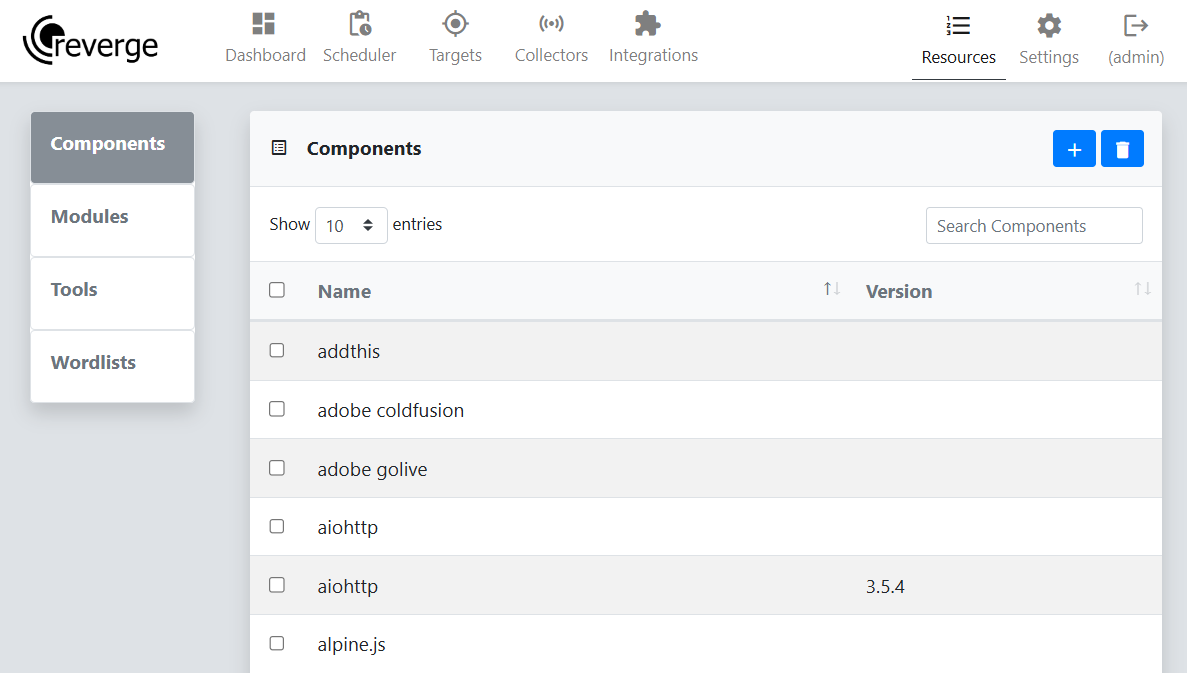 reverge
Dashboard Scheduler Targets Collectors Integrations Resources Settings (admin)
Components
Modules
Tools
Wordlists
Components
Show 10 entries Search Components
Name Version
addthis
adobe coldfusion
adobe golive
aiohttp
aiohttp 3.5.4
alpine.js